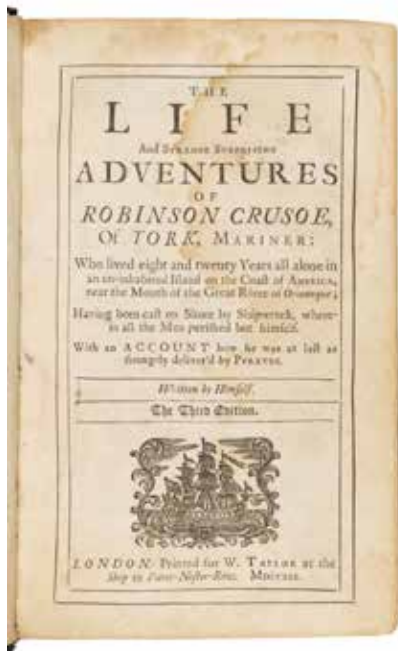 THE
LIFE
And STRANGE SURPRIZING
ADVENTURES
OF
ROBINSON CRUSOE,
Of YORK, MARINER:
Who lived eight and twenty Years all alone in
an un-inhabited Island on the Coast of AMERICA,
near the Mouth of the Great River of Oroonoque;
Having been cast on Shore by Shipwreck, where-
in all the Men perished but himself.
With an ACCOUNT how he was at last as
strangely deliver'd by PYRATES.
Written by Himself.
The Third Edition.
LONDON: Printed for W. TAYLOR at the
Ship in Pater-Noster-Row. MDCCXIX.